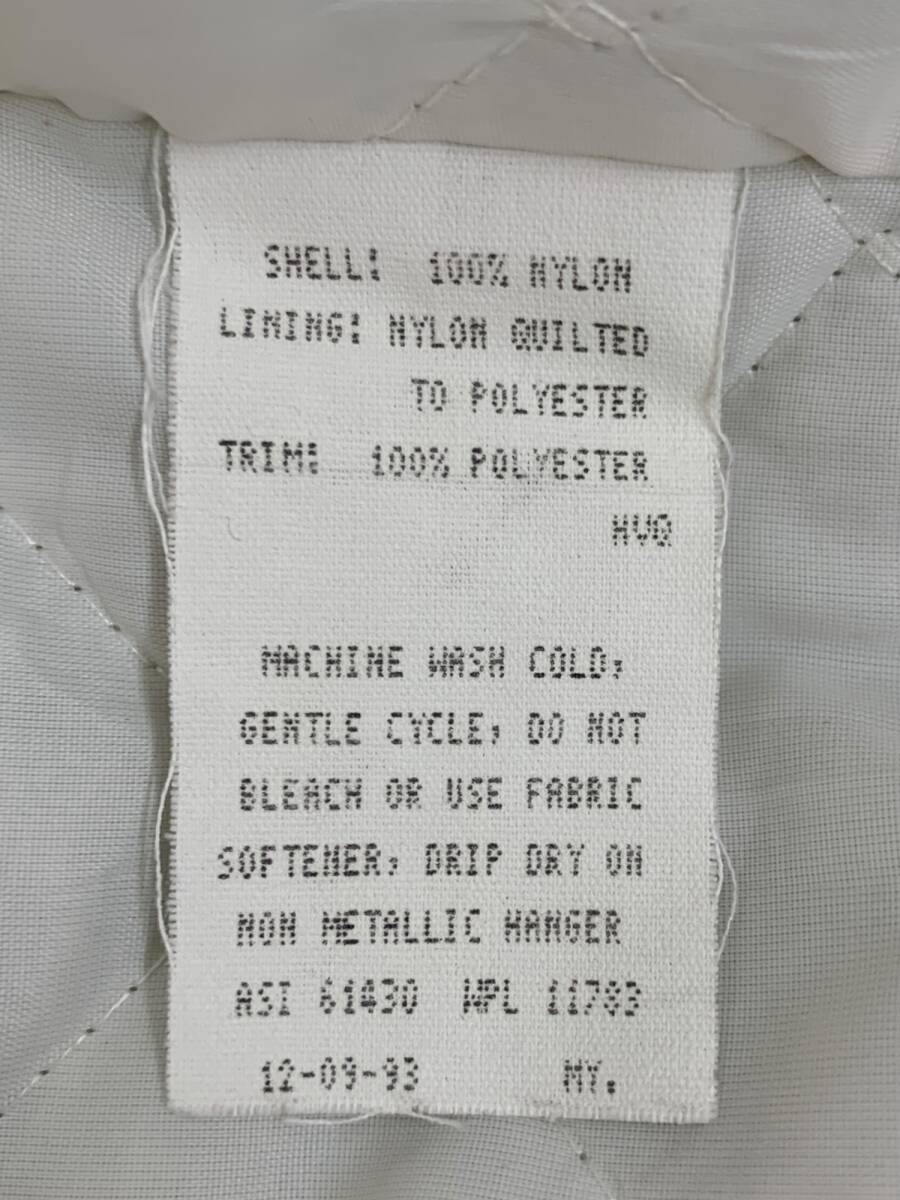 SHELL: 100% NYLON
LINING: NYLON QUILTED
TO POLYESTER
TRIM: 100% POLYESTER
HVQ
MACHINE WASH COLD,
GENTLE CYCLE, DO NOT
BLEACH OR USE FABRIC
SOFTENER, DRIP DRY ON
NON METALLIC HANGER
ASI 61430 WPL 11783
12-09-93 MY.